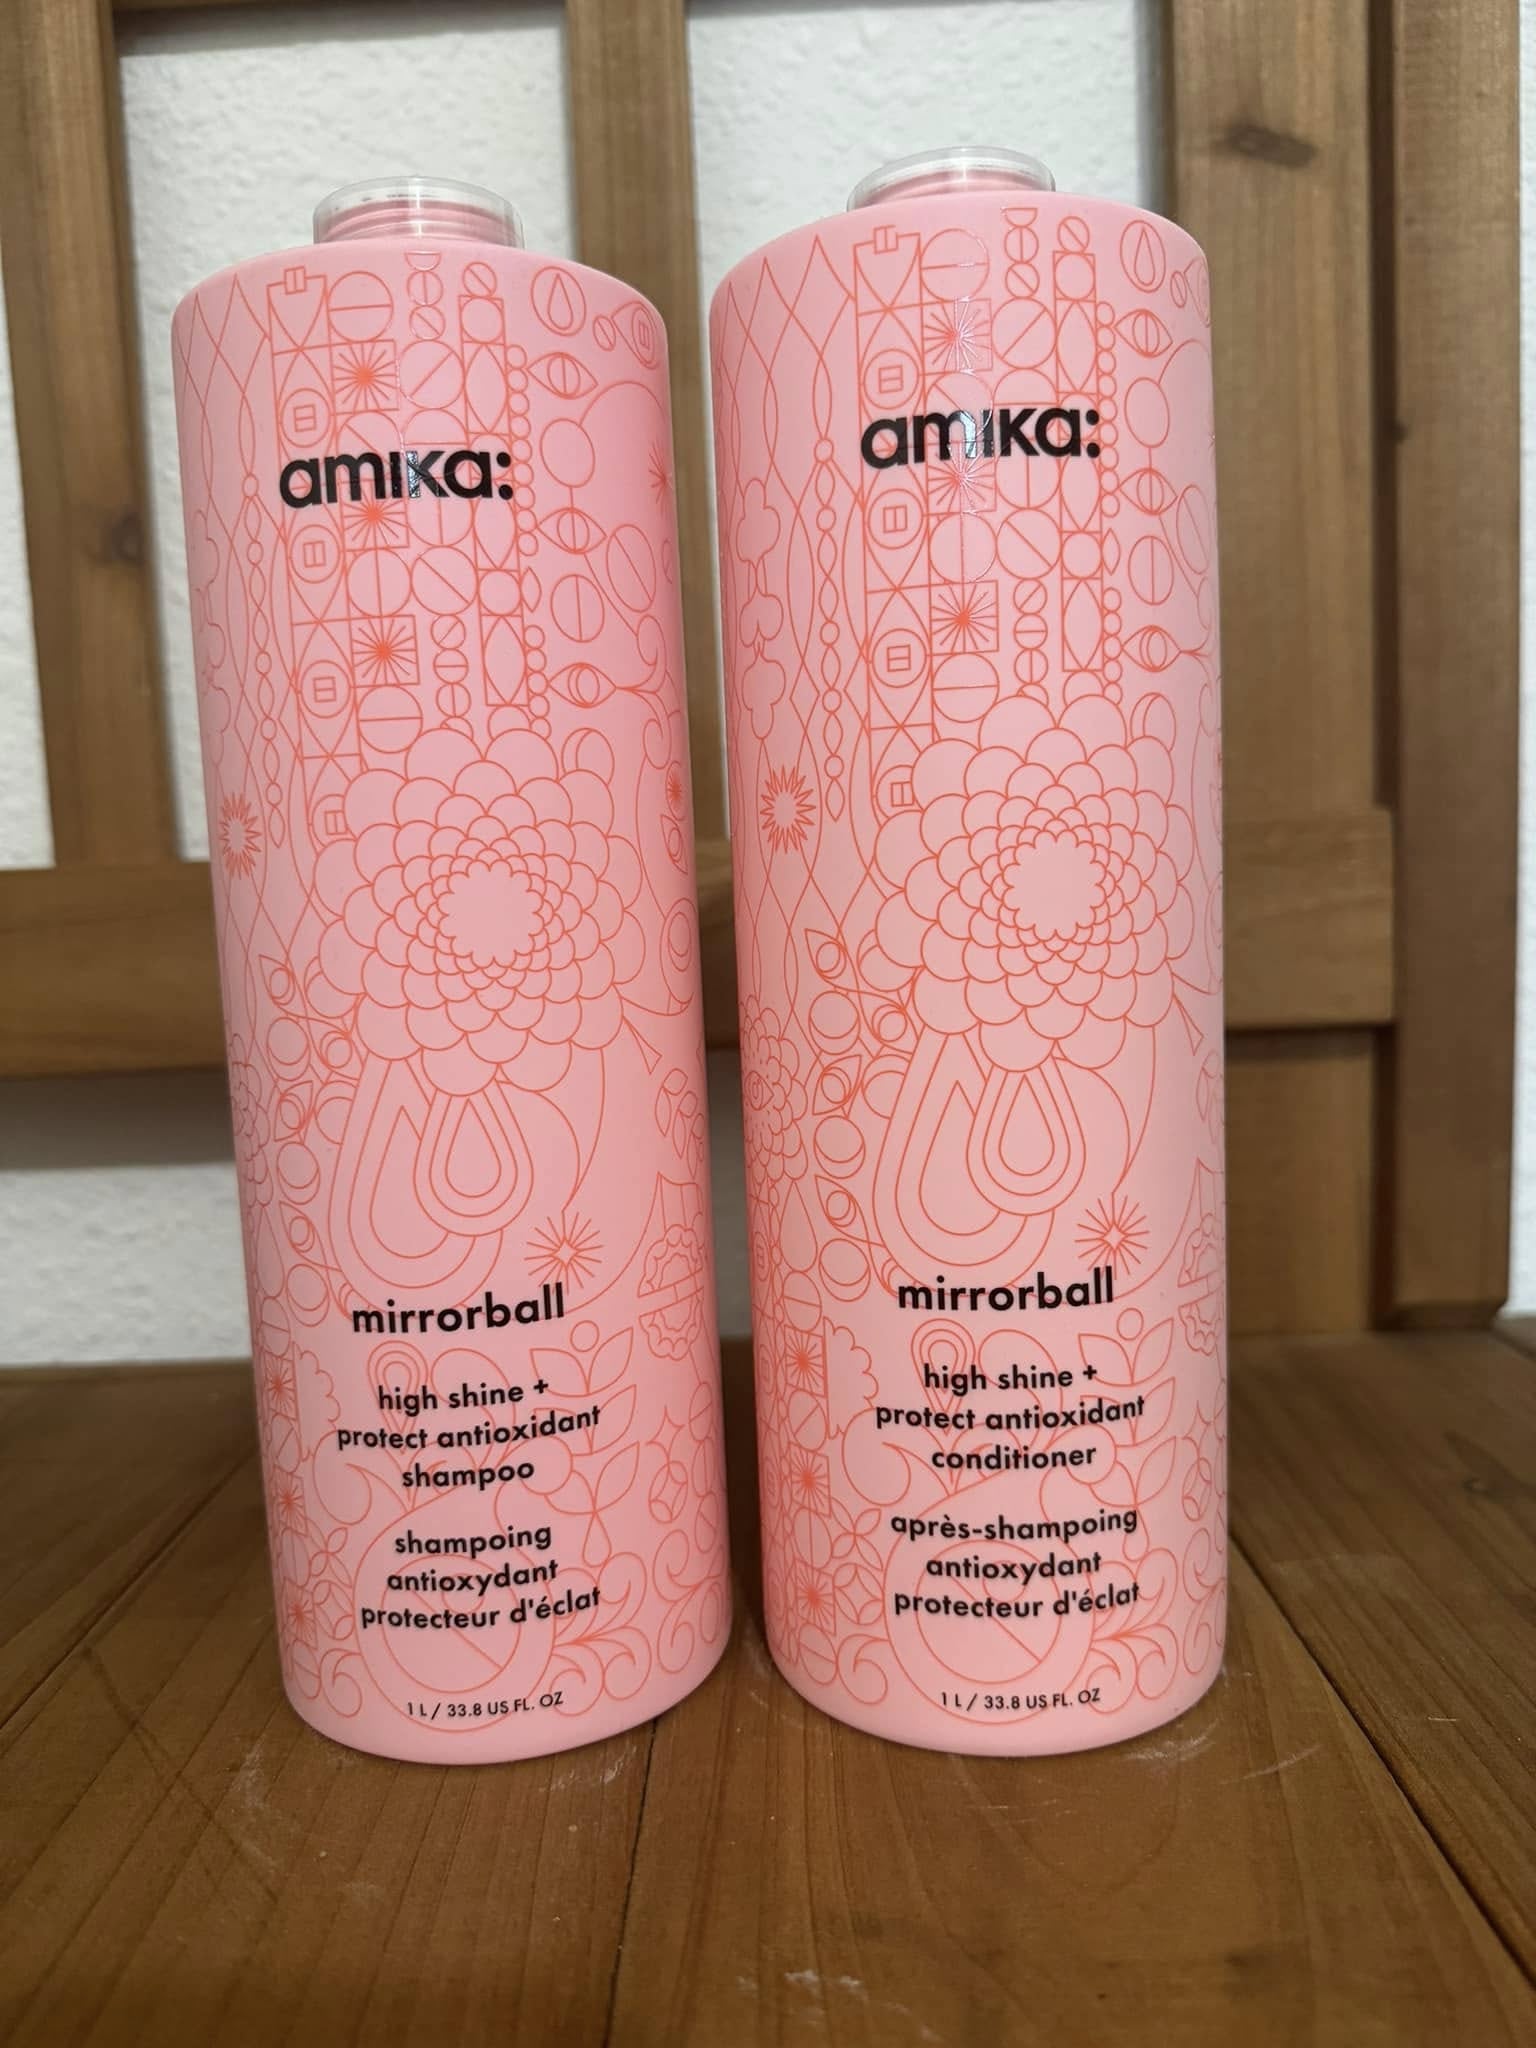 amika:
mirrorball
high shine +
protect antioxidant
shampoo
shampoing
antioxydant
protecteur d'éclat
1 L / 33.8 US FL. OZ
amika:
mirrorball
high shine +
protect antioxidant
conditioner
après-shampoing
antioxydant
protecteur d'éclat
1 L / 33.8 US FL. OZ